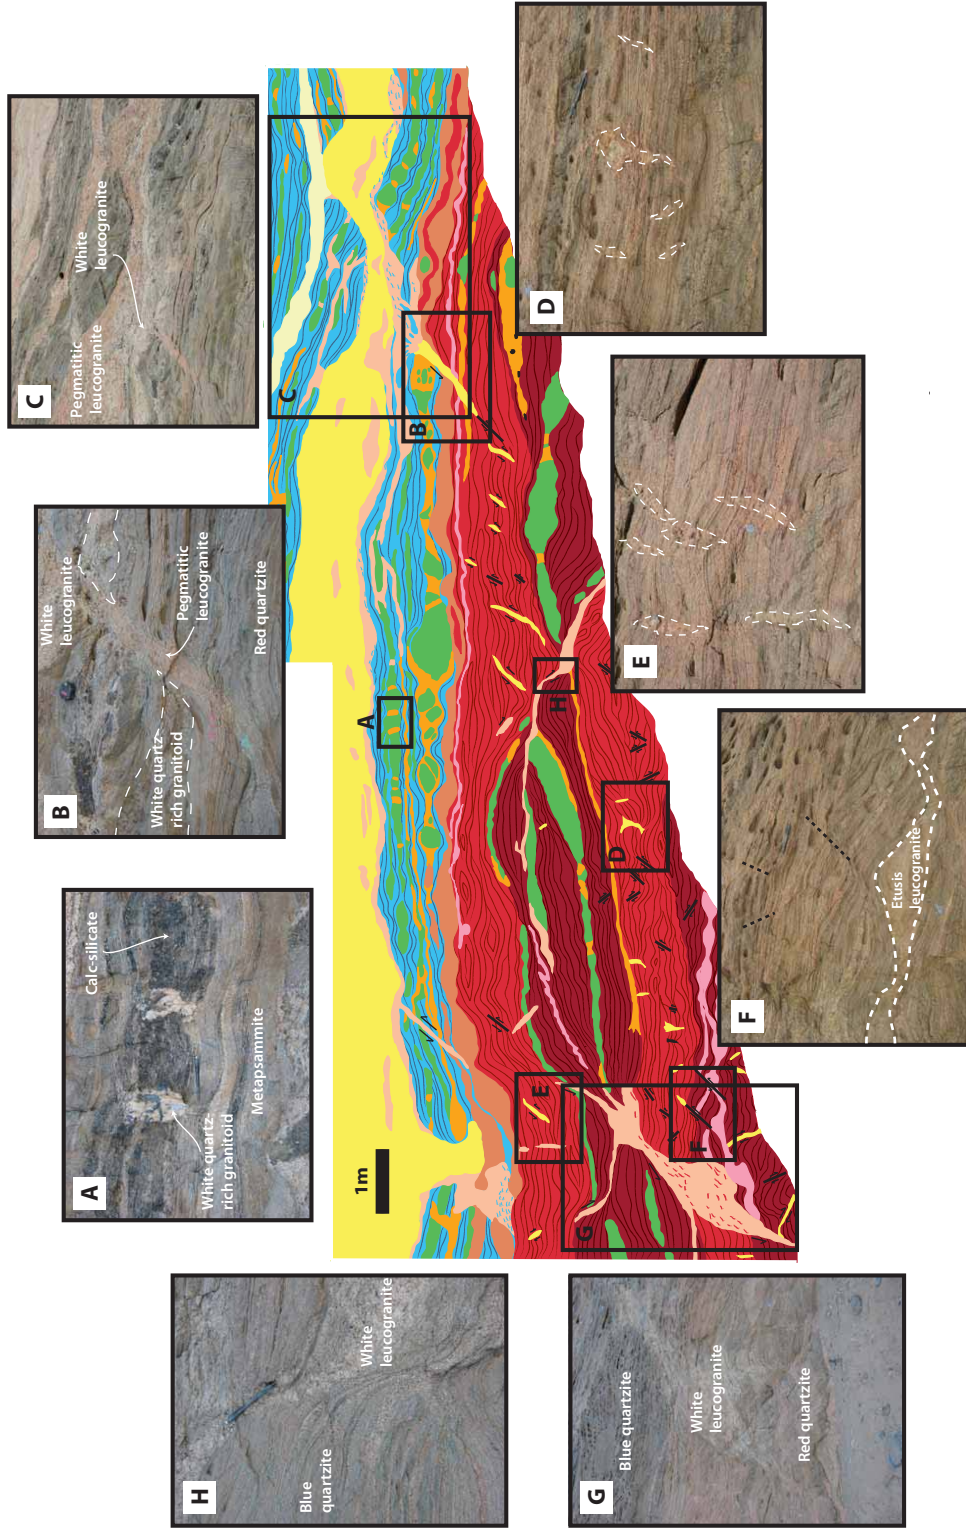 A
Calc-silicate
White quartz-
rich granitoid
Metapsammite
B
White
leucogranite
White quartz-
rich granitoid
Pegmatitic
leucogranite
Red quartzite
C
Pegmatitic
leucogranite
White
leucogranite
H
Blue
quartzite
White
leucogranite
1m
A
B
C
D
E
F
G
H
G
Blue quartzite
White
leucogranite
Red quartzite
F
Etusis
leucogranite
E
D